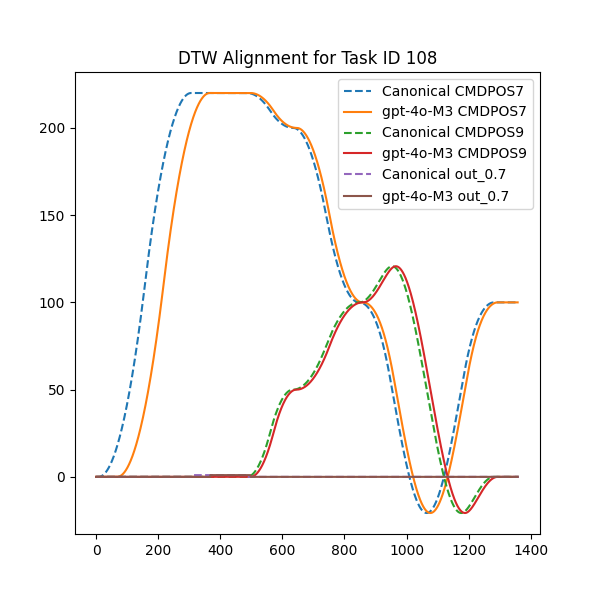 DTW Alignment for Task ID 108
Canonical CMDPOS7
gpt-4o-M3 CMDPOS7
Canonical CMDPOS9
gpt-4o-M3 CMDPOS9
Canonical out_0.7
gpt-4o-M3 out_0.7
200
150
100
50
0
0 200 400 600 800 1000 1200 1400